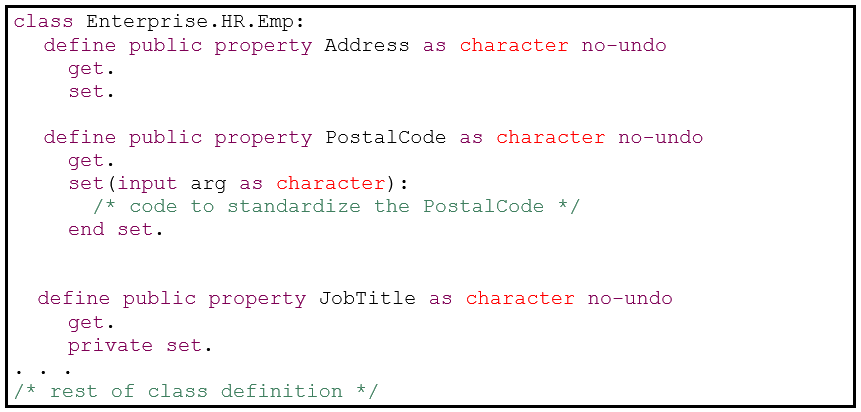 class Enterprise.HR.Emp:
define public property Address as character no-undo
get.
set.
define public property PostalCode as character no-undo
get.
set(input arg as character):
/* code to standardize the PostalCode */
end set.
define public property JobTitle as character no-undo
get.
private set.
. . .
/* rest of class definition */